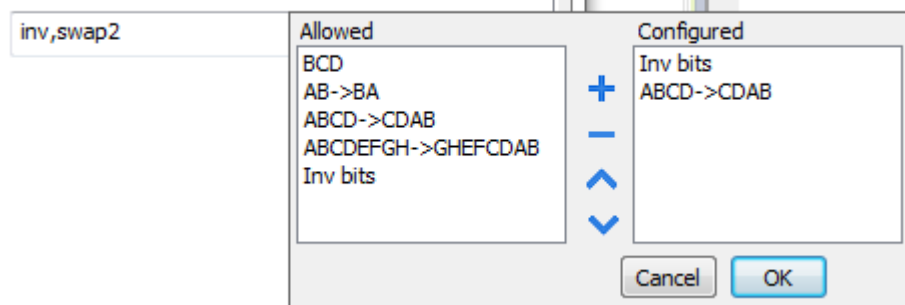 inv,swap2
Allowed
BCD
AB->BA
ABCD->CDAB
ABCDEFGH->GHEFCDAB
Inv bits
Configured
Inv bits
ABCD->CDAB
Cancel
OK